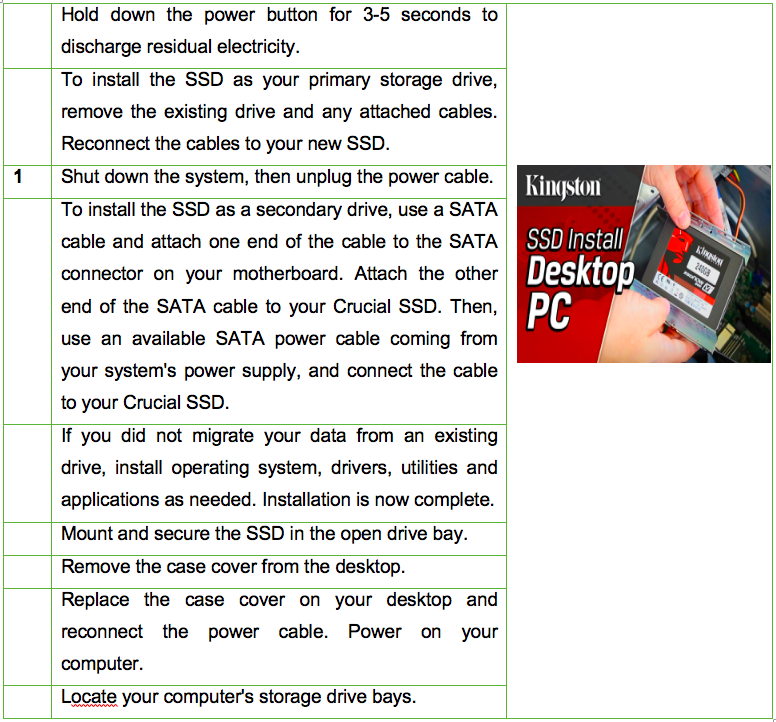 Hold down the power button for 3-5 seconds to
discharge residual electricity.
To install the SSD as your primary storage drive,
remove the existing drive and any attached cables.
Reconnect the cables to your new SSD.
1 Shut down the system, then unplug the power cable.
To install the SSD as a secondary drive, use a SATA
cable and attach one end of the cable to the SATA
connector on your motherboard. Attach the other
end of the SATA cable to your Crucial SSD. Then,
use an available SATA power cable coming from
your system's power supply, and connect the cable
to your Crucial SSD.
If you did not migrate your data from an existing
drive, install operating system, drivers, utilities and
applications as needed. Installation is now complete.
Mount and secure the SSD in the open drive bay.
Remove the case cover from the desktop.
Replace the case cover on your desktop and
reconnect the power cable. Power on your
computer.
Locate your computer's storage drive bays.
Kingston
SSD Install
Desktop
PC
Kingston
240GB